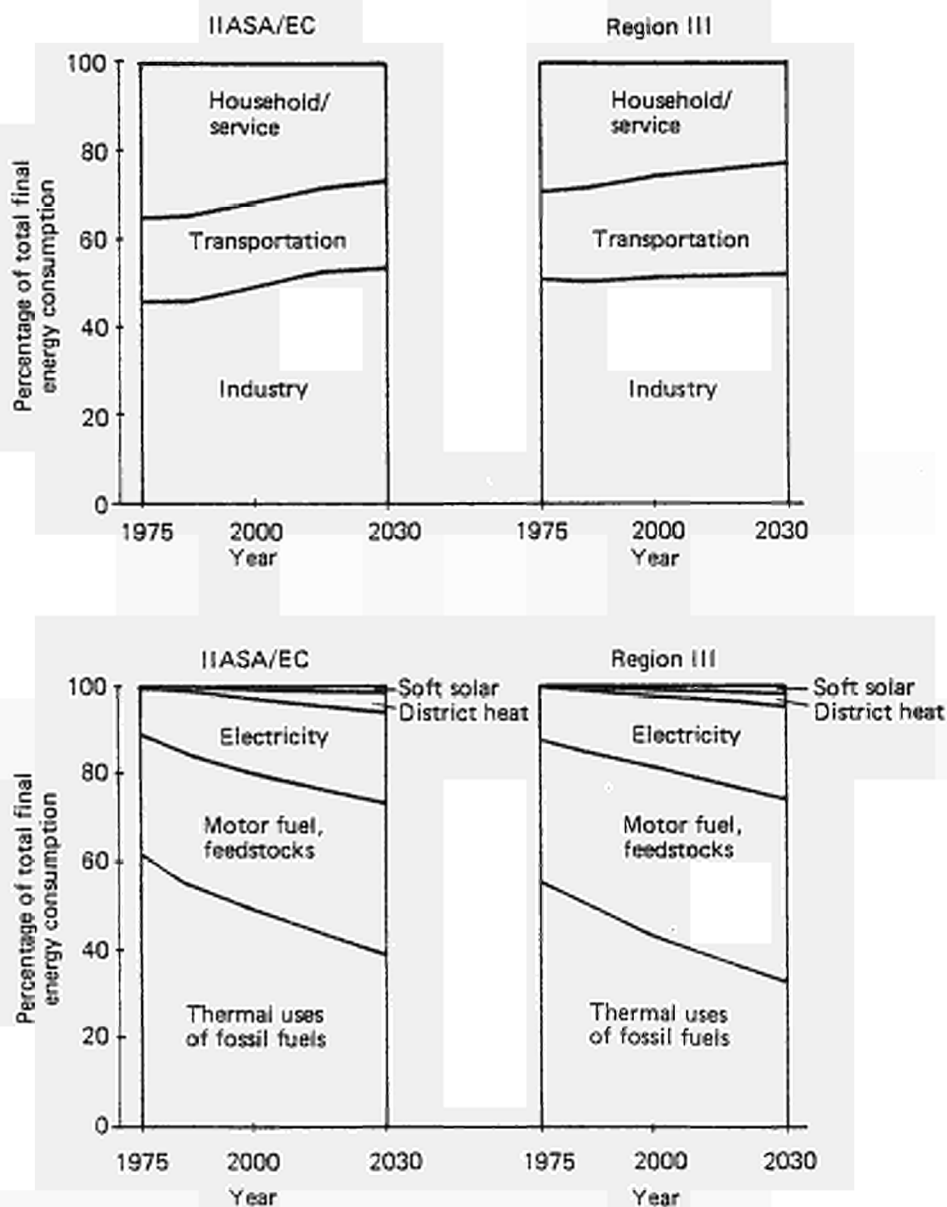 IIASA/EC
Region III
Percentage of total final
energy consumption
100
80
60
40
20
0
Household/
service
Transportation
Industry
Household/
service
Transportation
Industry
1975 2000 2030
Year
1975 2000 2030
Year
IIASA/EC
Region III
Percentage of total final
energy consumption
100
80
60
40
20
0
Soft solar
District heat
Electricity
Motor fuel,
feedstocks
Thermal uses
of fossil fuels
Soft solar
District heat
Electricity
Motor fuel,
feedstocks
Thermal uses
of fossil fuels
1975 2000 2030
Year
1975 2000 2030
Year